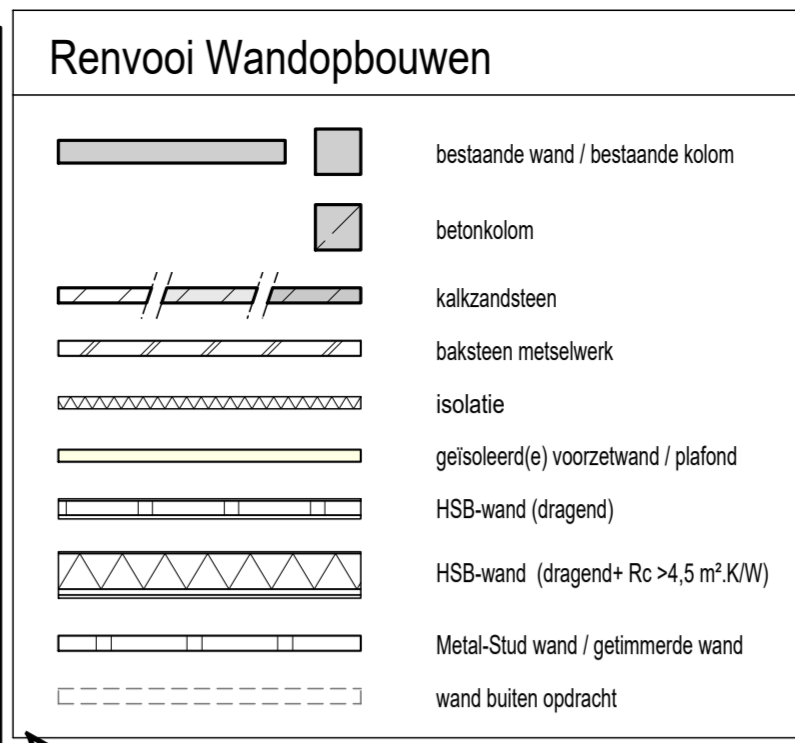 Renvooi Wandopbouwen
bestaande wand / bestaande kolom
betonkolom
kalkzandsteen
baksteen metselwerk
isolatie
geïsoleerd(e) voorzetwand / plafond
HSB-wand (dragend)
HSB-wand (dragend+ Rc >4,5 m².K/W)
Metal-Stud wand / getimmerde wand
wand buiten opdracht